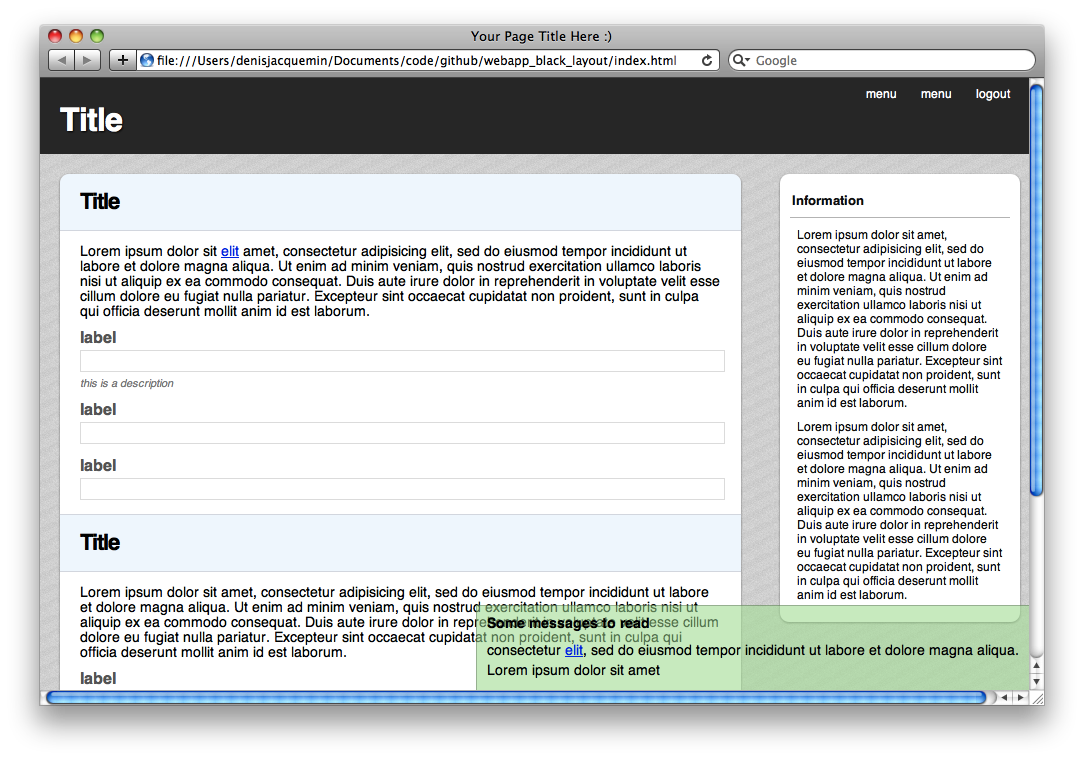 Your Page Title Here :)
file:///Users/denisjacquemin/Documents/code/github/webapp_black_layout/index.html
Google
menu menu logout
Title
Title
Lorem ipsum dolor sit elit amet, consectetur adipisicing elit, sed do eiusmod tempor incididunt ut
labore et dolore magna aliqua. Ut enim ad minim veniam, quis nostrud exercitation ullamco laboris
nisi ut aliquip ex ea commodo consequat. Duis aute irure dolor in reprehenderit in voluptate velit esse
cillum dolore eu fugiat nulla pariatur. Excepteur sint occaecat cupidatat non proident, sunt in culpa
qui officia deserunt mollit anim id est laborum.
label
this is a description
label
label
Title
Lorem ipsum dolor sit amet, consectetur adipisicing elit, sed do eiusmod tempor incididunt ut labore
et dolore magna aliqua. Ut enim ad minim veniam, quis nostrud exercitation ullamco laboris nisi ut
aliquip ex ea commodo consequat. Duis aute irure dolor in reprehenderit in voluptate velit esse cillum
dolore eu fugiat nulla pariatur. Excepteur sint occaecat cupidatat non proident, sunt in culpa qui
officia deserunt mollit anim id est laborum.
label
Information
Lorem ipsum dolor sit amet,
consectetur adipisicing elit, sed do
eiusmod tempor incididunt ut labore
et dolore magna aliqua. Ut enim ad
minim veniam, quis nostrud
exercitation ullamco laboris nisi ut
aliquip ex ea commodo consequat.
Duis aute irure dolor in reprehenderit
in voluptate velit esse cillum dolore
eu fugiat nulla pariatur. Excepteur sint
occaecat cupidatat non proident, sunt
in culpa qui officia deserunt mollit
anim id est laborum.
Lorem ipsum dolor sit amet,
consectetur adipisicing elit, sed do
eiusmod tempor incididunt ut labore
et dolore magna aliqua. Ut enim ad
minim veniam, quis nostrud
exercitation ullamco laboris nisi ut
aliquip ex ea commodo consequat.
Duis aute irure dolor in reprehenderit
in voluptate velit esse cillum dolore
eu fugiat nulla pariatur. Excepteur sint
occaecat cupidatat non proident, sunt
in culpa qui officia deserunt mollit
anim id est laborum.
Some messages to read
consectetur elit, sed do eiusmod tempor incididunt ut labore et dolore magna aliqua.
Lorem ipsum dolor sit amet